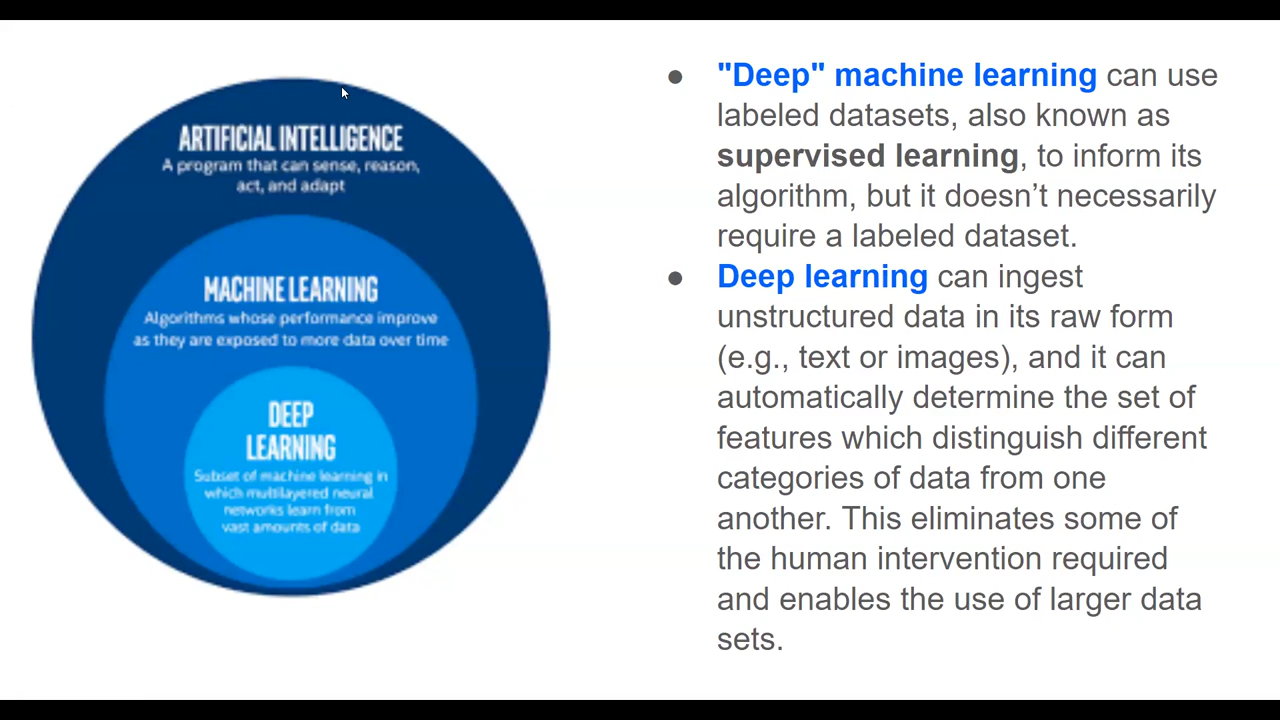 ARTIFICIAL INTELLIGENCE
A program that can sense, reason,
act, and adapt
MACHINE LEARNING
Algorithms whose performance improve
as they are exposed to more data over time
DEEP
LEARNING
Subset of machine learning in
which multilayered neural
networks learn from
vast amounts of data
● "Deep" machine learning can use
labeled datasets, also known as
supervised learning, to inform its
algorithm, but it doesn’t necessarily
require a labeled dataset.
● Deep learning can ingest
unstructured data in its raw form
(e.g., text or images), and it can
automatically determine the set of
features which distinguish different
categories of data from one
another. This eliminates some of
the human intervention required
and enables the use of larger data
sets.